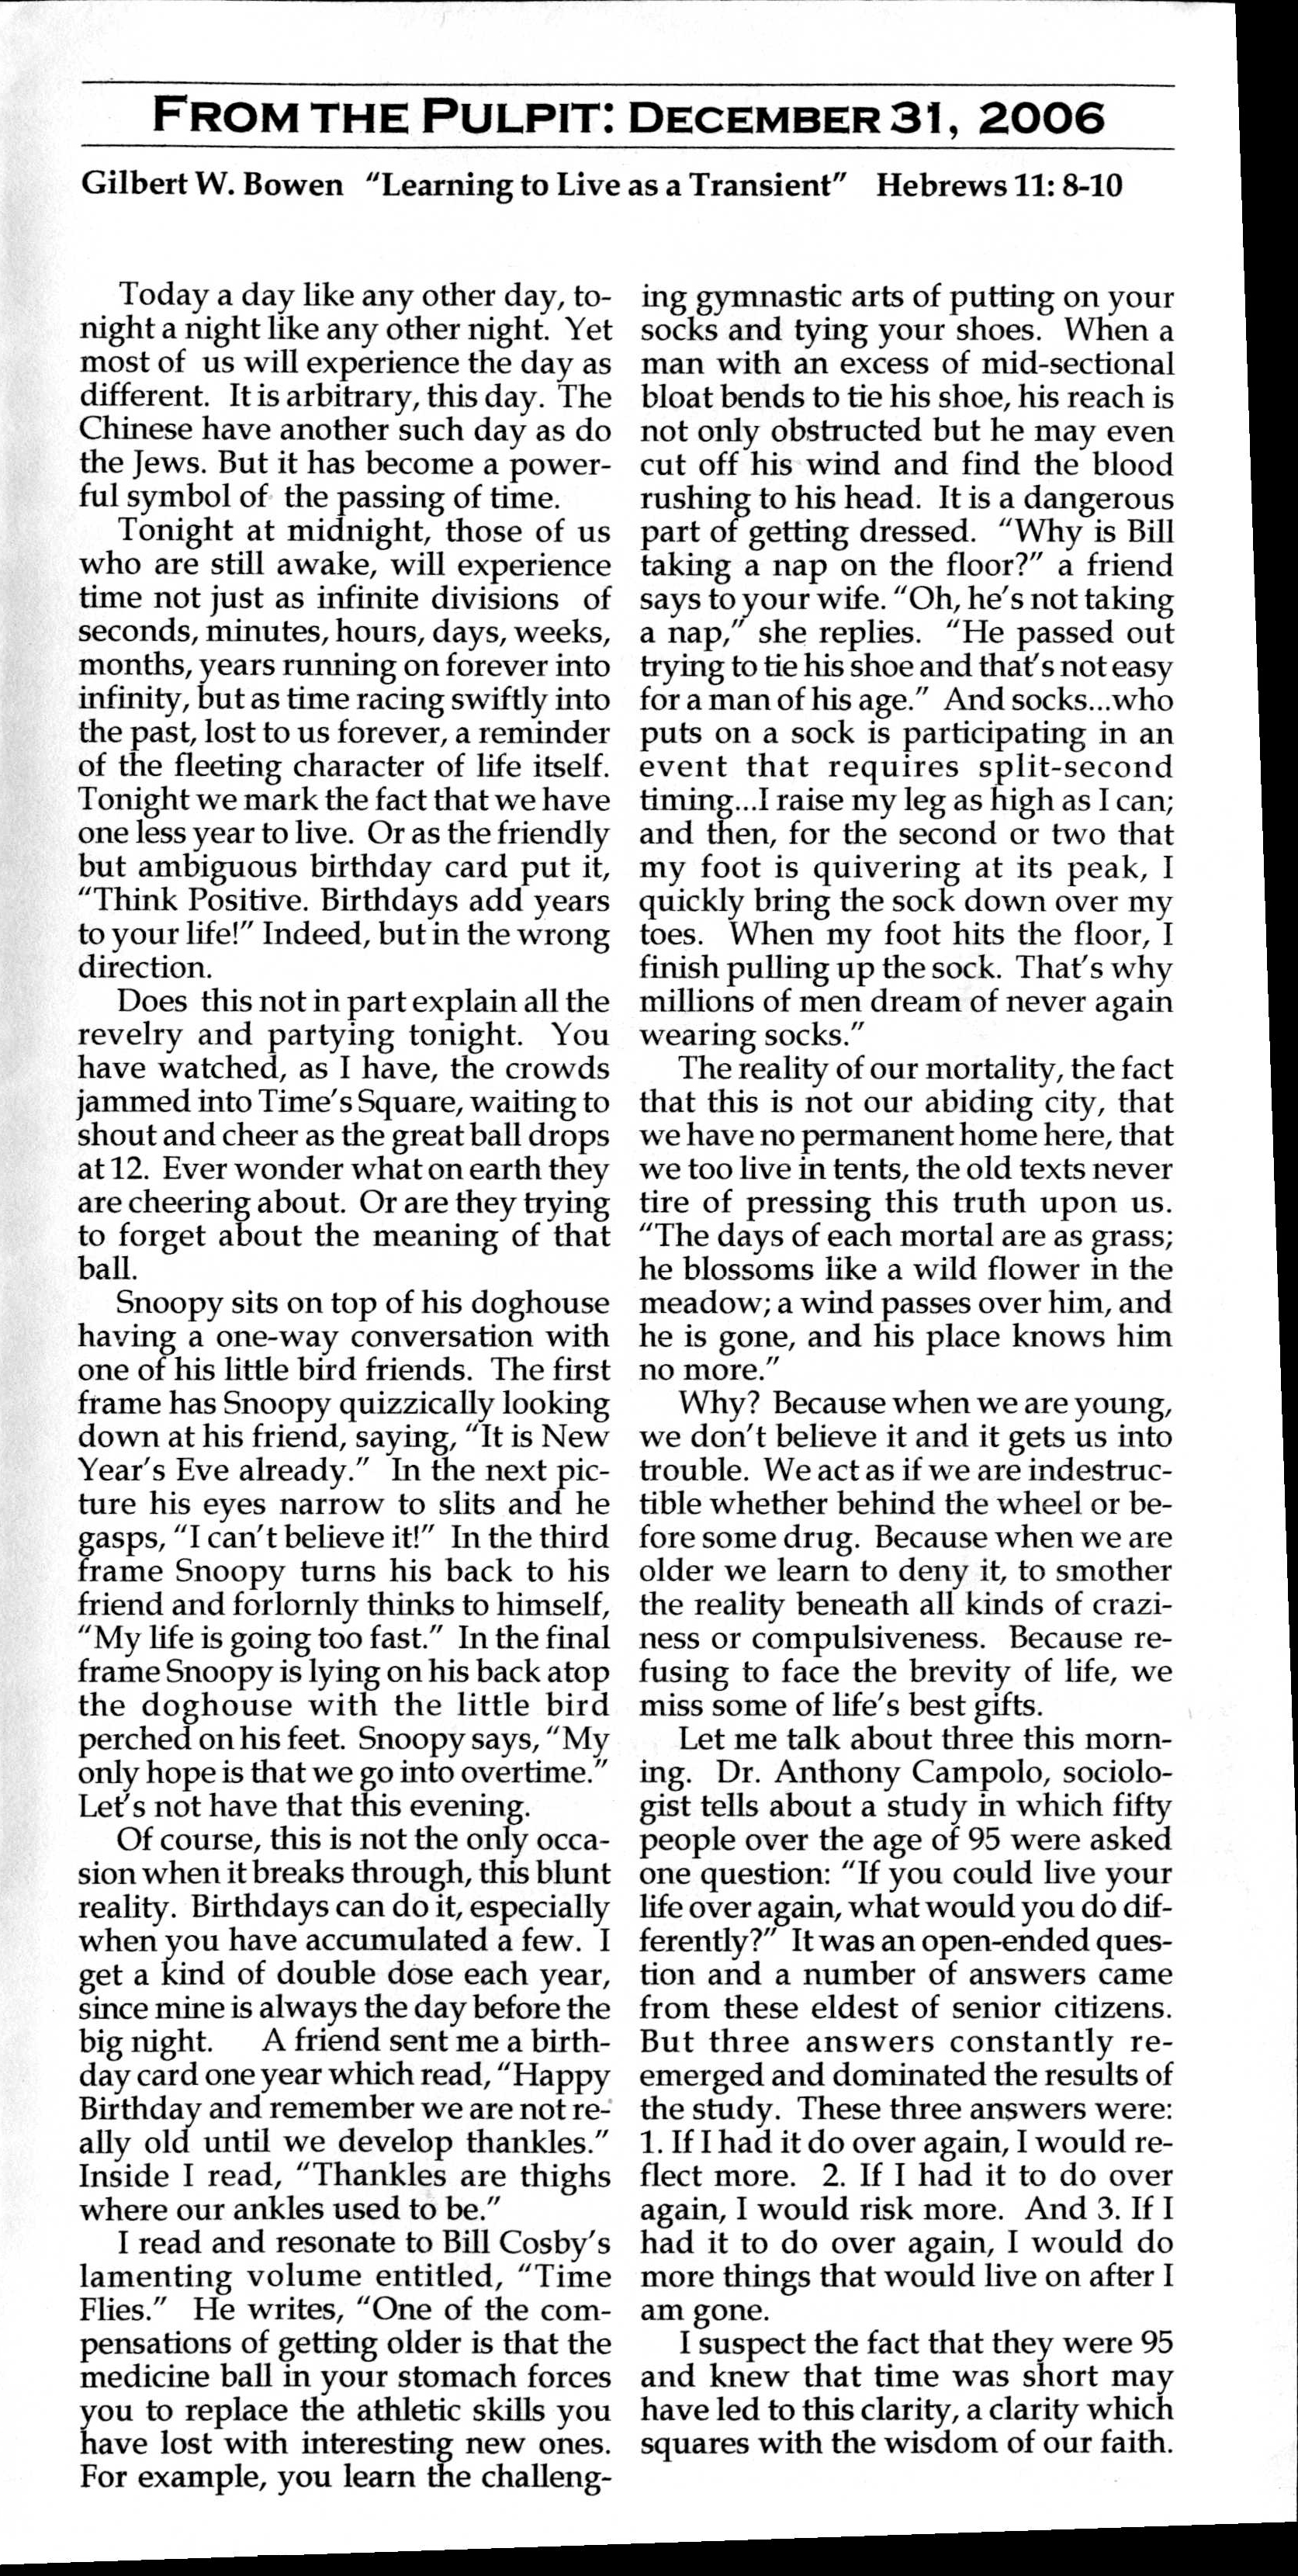 FROM THE PULPIT: DECEMBER 31, 2006
Gilbert W. Bowen "Learning to Live as a Transient" Hebrews 11: 8-10
Today a day like any other day, to-
night a night like any other night. Yet
most of us will experience the day as
different. It is arbitrary, this day. The
Chinese have another such day as do
the Jews. But it has become a power-
ful symbol of the passing of time.
Tonight at midnight, those of us
who are still awake, will experience
time not just as infinite divisions of
seconds, minutes, hours, days, weeks,
months, years running on forever into
infinity, but as time racing swiftly into
the past, lost to us forever, a reminder
of the fleeting character of life itself.
Tonight we mark the fact that we have
one less year to live. Or as the friendly
but ambiguous birthday card put it,
"Think Positive. Birthdays add years
to your life!" Indeed, but in the wrong
direction.
Does this not in part explain all the
revelry and partying tonight. You
have watched, as I have, the crowds
jammed into Time's Square, waiting to
shout and cheer as the great ball drops
at 12. Ever wonder what on earth they
are cheering about. Or are they trying
to forget about the meaning of that
ball.
Snoopy sits on top of his doghouse
having a one-way conversation with
one of his little bird friends. The first
frame has Snoopy quizzically looking
down at his friend, saying, "It is New
Year's Eve already." In the next pic-
ture his eyes narrow to slits and he
gasps, "I can't believe it!" In the third
frame Snoopy turns his back to his
friend and forlornly thinks to himself,
"My life is going too fast." In the final
frame Snoopy is lying on his back atop
the doghouse with the little bird
perched on his feet. Snoopy says, "My
only hope is that we go into overtime."
Let's not have that this evening.
Of course, this is not the only occa-
sion when it breaks through, this blunt
reality. Birthdays can do it, especially
when you have accumulated a few. I
get a kind of double dose each year,
since mine is always the day before the
big night. A friend sent me a birth-
day card one year which read, "Happy
Birthday and remember we are not re-
ally old until we develop thankles."
Inside I read, "Thankles are thighs
where our ankles used to be."
I read and resonate to Bill Cosby's
lamenting volume entitled, "Time
Flies." He writes, "One of the com-
pensations of getting older is that the
medicine ball in your stomach forces
you to replace the athletic skills you
have lost with interesting new ones.
For example, you learn the challeng-
ing gymnastic arts of putting on your
socks and tying your shoes. When a
man with an excess of mid-sectional
bloat bends to tie his shoe, his reach is
not only obstructed but he may even
cut off his wind and find the blood
rushing to his head. It is a dangerous
part of getting dressed. "Why is Bill
taking a nap on the floor?" a friend
says to your wife. "Oh, he's not taking
a nap," she replies. "He passed out
trying to tie his shoe and that's not easy
for a man of his age." And socks...who
puts on a sock is participating in an
event that requires split-second
timing...I raise my leg as high as I can;
and then, for the second or two that
my foot is quivering at its peak, I
quickly bring the sock down over my
toes. When my foot hits the floor, I
finish pulling up the sock. That's why
millions of men dream of never again
wearing socks."
The reality of our mortality, the fact
that this is not our abiding city, that
we have no permanent home here, that
we too live in tents, the old texts never
tire of pressing this truth upon us.
"The days of each mortal are as grass;
he blossoms like a wild flower in the
meadow; a wind passes over him, and
he is gone, and his place knows him
no more."
Why? Because when we are young,
we don't believe it and it gets us into
trouble. We act as if we are indestruc-
tible whether behind the wheel or be-
fore some drug. Because when we are
older we learn to deny it, to smother
the reality beneath all kinds of crazi-
ness or compulsiveness. Because re-
fusing to face the brevity of life, we
miss some of life's best gifts.
Let me talk about three this morn-
ing. Dr. Anthony Campolo, sociolo-
gist tells about a study in which fifty
people over the age of 95 were asked
one question: "If you could live your
life over again, what would you do dif-
ferently?" It was an open-ended ques-
tion and a number of answers came
from these eldest of senior citizens.
But three answers constantly re-
emerged and dominated the results of
the study. These three answers were:
1. If I had it do over again, I would re-
flect more. 2. If I had it to do over
again, I would risk more. And 3. If I
had it to do over again, I would do
more things that would live on after I
am gone.
I suspect the fact that they were 95
and knew that time was short may
have led to this clarity, a clarity which
squares with the wisdom of our faith.